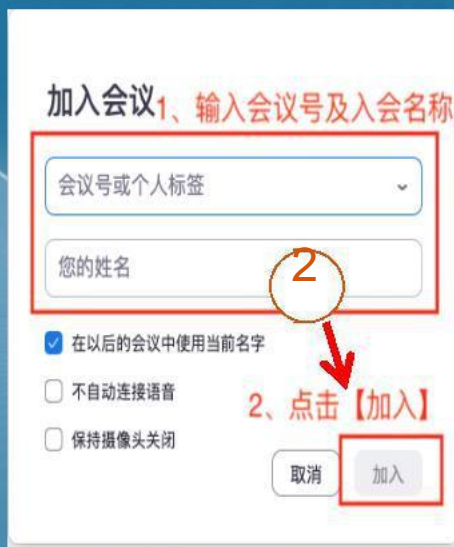 加入会议1、输入会议号及入会名称
会议号或个人标签
您的姓名
2
在以后的会议中使用当前名字
不自动连接语音
2、点击【加入】
保持摄像头关闭
取消 加入